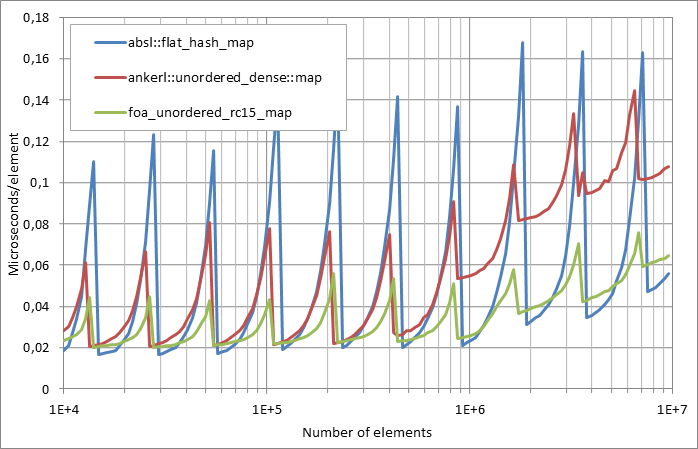 0,18
0,16
0,14
0,12
0,1
0,08
0,06
0,04
0,02
0
Microseconds/element
absl::flat_hash_map
ankerl::unordered_dense::map
foa_unordered_rc15_map
1E+4 1E+5 1E+6 1E+7
Number of elements